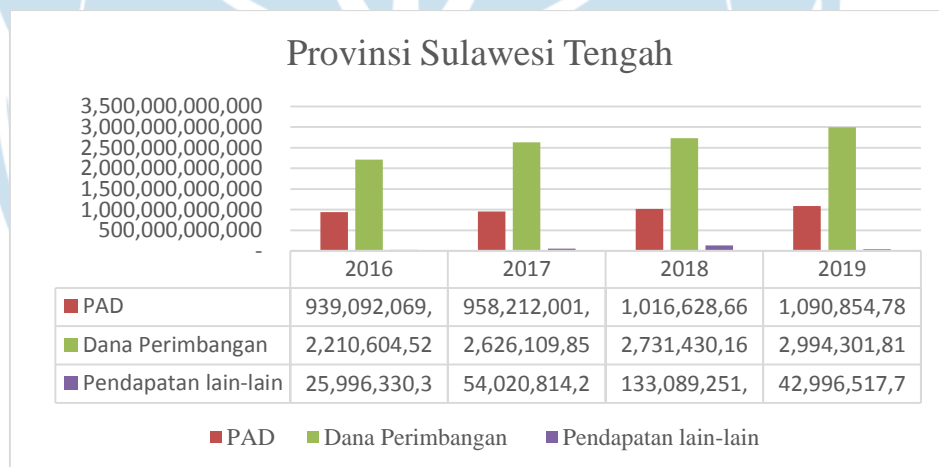 Provinsi Sulawesi Tengah
3,500,000,000,000
3,000,000,000,000
2,500,000,000,000
2,000,000,000,000
1,500,000,000,000
1,000,000,000,000
500,000,000,000
-
2016 2017 2018 2019
PAD 939,092,069, 958,212,001, 1,016,628,66 1,090,854,78
Dana Perimbangan 2,210,604,52 2,626,109,85 2,731,430,16 2,994,301,81
Pendapatan lain-lain 25,996,330,3 54,020,814,2 133,089,251, 42,996,517,7
PAD Dana Perimbangan Pendapatan lain-lain